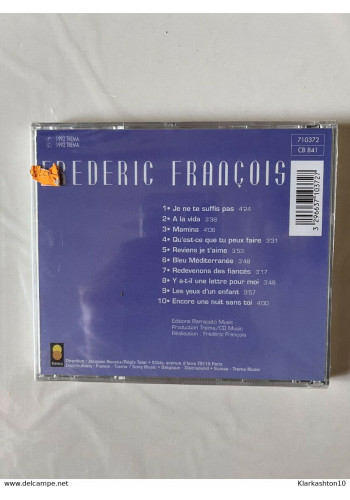 ℗ 1992 TREMA
© 1992 TREMA
710372
CB 841
FREDERIC FRANÇOIS
1• Je ne te suffis pas 4'24
2• A la vida 3'36
3• Mamina 4'06
4• Qu'est-ce que tu peux faire 3'31
5• Reviens je t'aime 3'53
6• Bleu Méditerranée 3'48
7• Redevenons des fiancés 3'17
8• Y a-t-il une lettre pour moi 3'48
9• Les yeux d'un enfant 3'57
10• Encore une nuit sans toi 4'00
3 296637 103727
Editions Barracato Music
Production Trema/CD Music
Réalisation : Frédéric François
www.delcampe.net
Klarkashton10